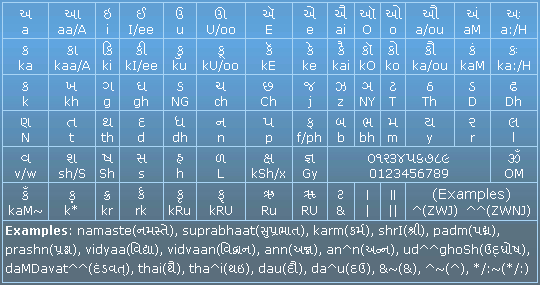 અ આ ઇ ઈ ઉ ઊ ઍ એ ઐ ઑ ઓ ઔ અં અઃ
a aa/A i I/ee u U/oo E e ai O o a/ou aM a:/H
ક કા કિ કી કુ કૂ કૅ કે કૈ કૉ કો કૌ કં કઃ
ka kaa/A ki kI/ee ku kU/oo kE ke kai kO ko ka/ou kaM ka:/H
ક ખ ગ ઘ ઙ ચ છ જ ઝ ઞ ટ ઠ ડ ઢ
k kh g gh NG ch Ch j z NY T Th D Dh
ણ ત થ દ ધ ન પ ફ બ ભ મ ય ર લ
N t th d dh n p f/ph b bh m y r l
વ શ ષ સ હ ળ ક્ષ જ્ઞ ૦૧૨૩૪૫૬૭૮૯ ૐ
v/w sh/S Sh s h L kSh/x Gy 0123456789 OM
કઁ ક઼ ક્ર ર્ક કૃ કૄ ઋ ૠ | || (Examples)
kaM~ k* kr rk kRu kRU Ru RU & | || ^(ZWJ) ^^(ZWNJ)
Examples: namaste(નમસ્તે), suprabhaat(સુપ્રભાત), karm(કર્મ), shrI(શ્રી), padm(પદ્મ),
prashn(પ્રશ્ન), vidyaa(વિદ્યા), vidvaan(વિદ્વાન), ann(અન્ન), an^n(અન્‍ન), ud^^ghoSh(ઉદ્‌ઘોષ),
daMDavat^^(દંડવત્‌), thai(થૈ), tha^i(થઇ), dau(દૌ), da^u(દઉ), &~(&), ^~(^), */:~(*/:)